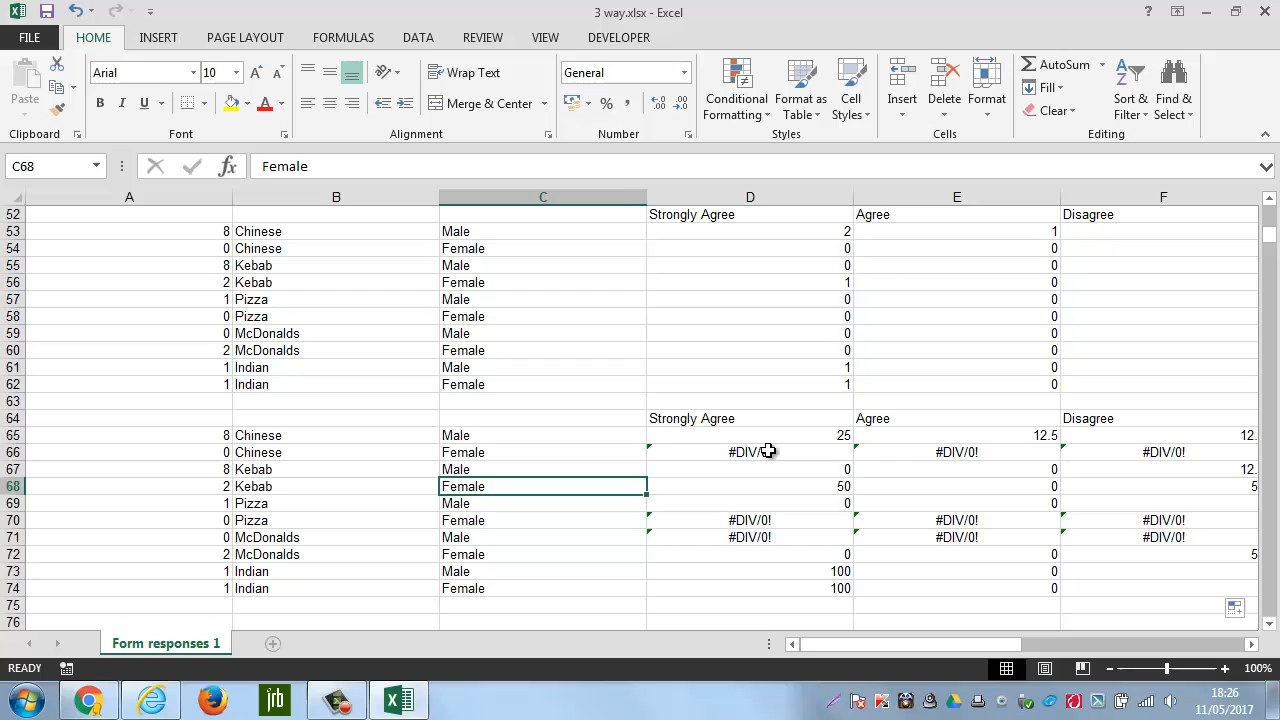 3 way.xlsx - Excel
FILE HOME INSERT PAGE LAYOUT FORMULAS DATA REVIEW VIEW DEVELOPER
Arial 10 Wrap Text General AutoSum
Paste Fill
B I U Merge & Center % Conditional Formatting Format as Table Cell Styles Insert Delete Format Clear Sort & Filter Find & Select
Clipboard Font Alignment Number Styles Cells Editing
C68 fx Female
A B C D E F
52 Strongly Agree Agree Disagree
53 8 Chinese Male 2 1
54 0 Chinese Female 0 0
55 8 Kebab Male 0 0
56 2 Kebab Female 1 0
57 1 Pizza Male 0 0
58 0 Pizza Female 0 0
59 0 McDonalds Male 0 0
60 2 McDonalds Female 0 0
61 1 Indian Male 1 0
62 1 Indian Female 1 0
63
64 Strongly Agree Agree Disagree
65 8 Chinese Male 25 12.5 12.
66 0 Chinese Female #DIV/0! #DIV/0! #DIV/0!
67 8 Kebab Male 0 0 12.
68 2 Kebab Female 50 0 5
69 1 Pizza Male 0 0
70 0 Pizza Female #DIV/0! #DIV/0! #DIV/0!
71 0 McDonalds Male #DIV/0! #DIV/0! #DIV/0!
72 2 McDonalds Female 0 0 5
73 1 Indian Male 100 0
74 1 Indian Female 100 0
75
76
Form responses 1
READY 100%
jrb 18:26
11/05/2017